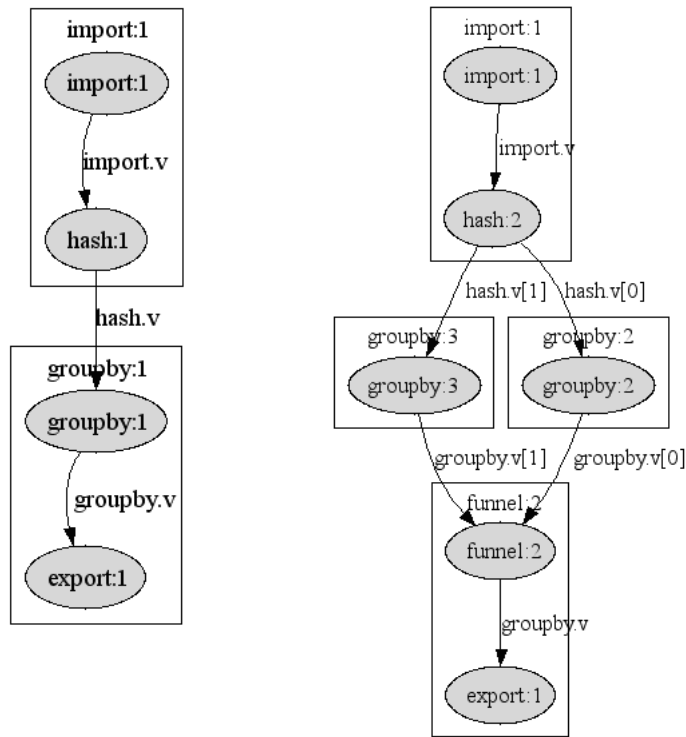 import:1
import:1
import.v
hash:1
hash.v
groupby:1
groupby:1
groupby.v
export:1
import:1
import:1
import.v
hash:2
hash.v[1]
hash.v[0]
groupby:3
groupby:2
groupby:3
groupby:2
groupby.v[1]
groupby.v[0]
funnel:2
funnel:2
groupby.v
export:1